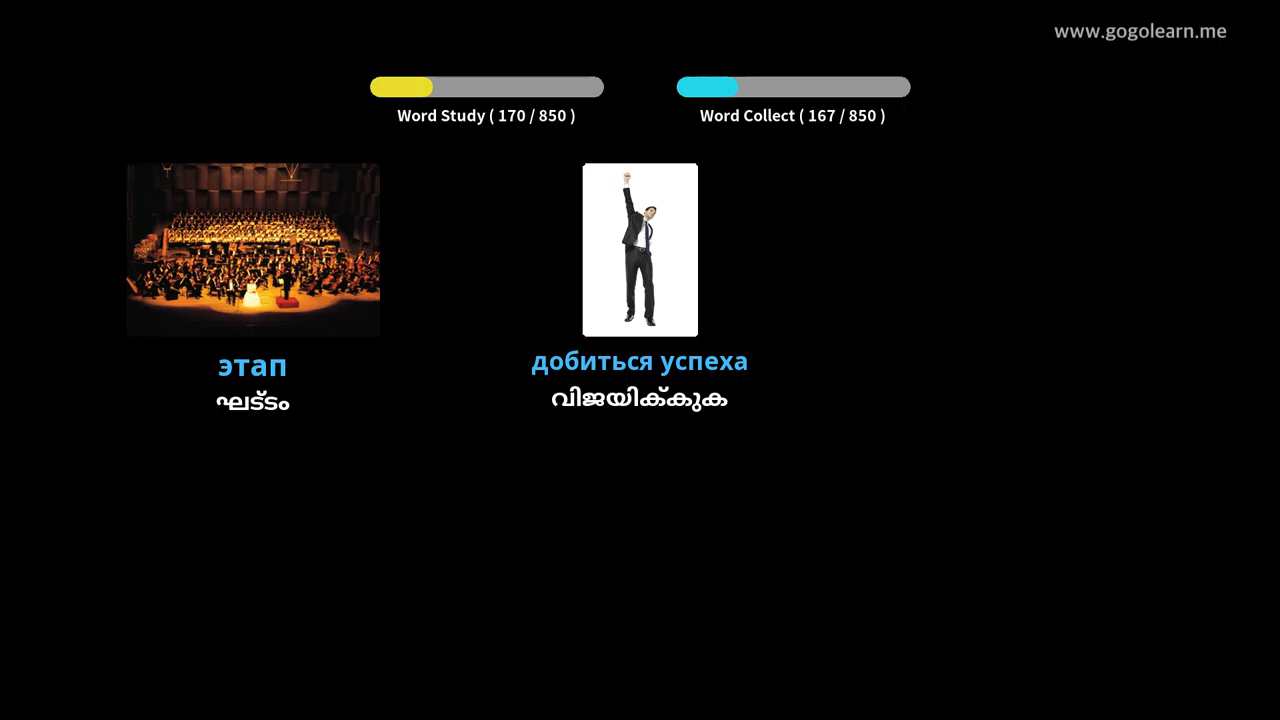 www.gogolearn.me
Word Study ( 170 / 850 )
Word Collect ( 167 / 850 )
этап
ഘട്ടം
добиться успеха
വിജയിക്കുക